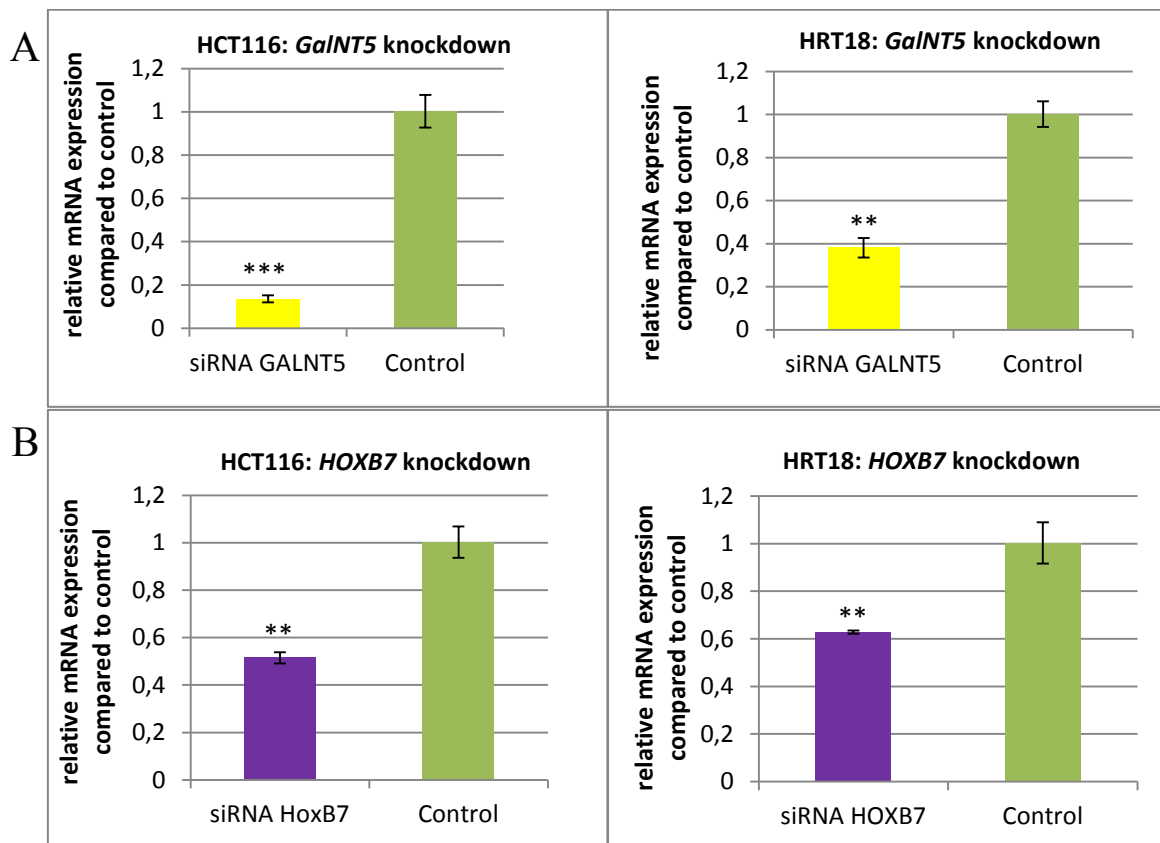 A
HCT116: GalNT5 knockdown
relative mRNA expression
compared to control
1,2
1
0,8
0,6
0,4
0,2
0
***
siRNA GALNT5
Control
HRT18: GalNT5 knockdown
relative mRNA expression
compared to control
1,2
1
0,8
0,6
0,4
0,2
0
**
siRNA GALNT5
Control
B
HCT116: HOXB7 knockdown
relative mRNA expression
compared to control
1,2
1
0,8
0,6
0,4
0,2
0
**
siRNA HoxB7
Control
HRT18: HOXB7 knockdown
relative mRNA expression
compared to control
1,2
1
0,8
0,6
0,4
0,2
0
**
siRNA HOXB7
Control